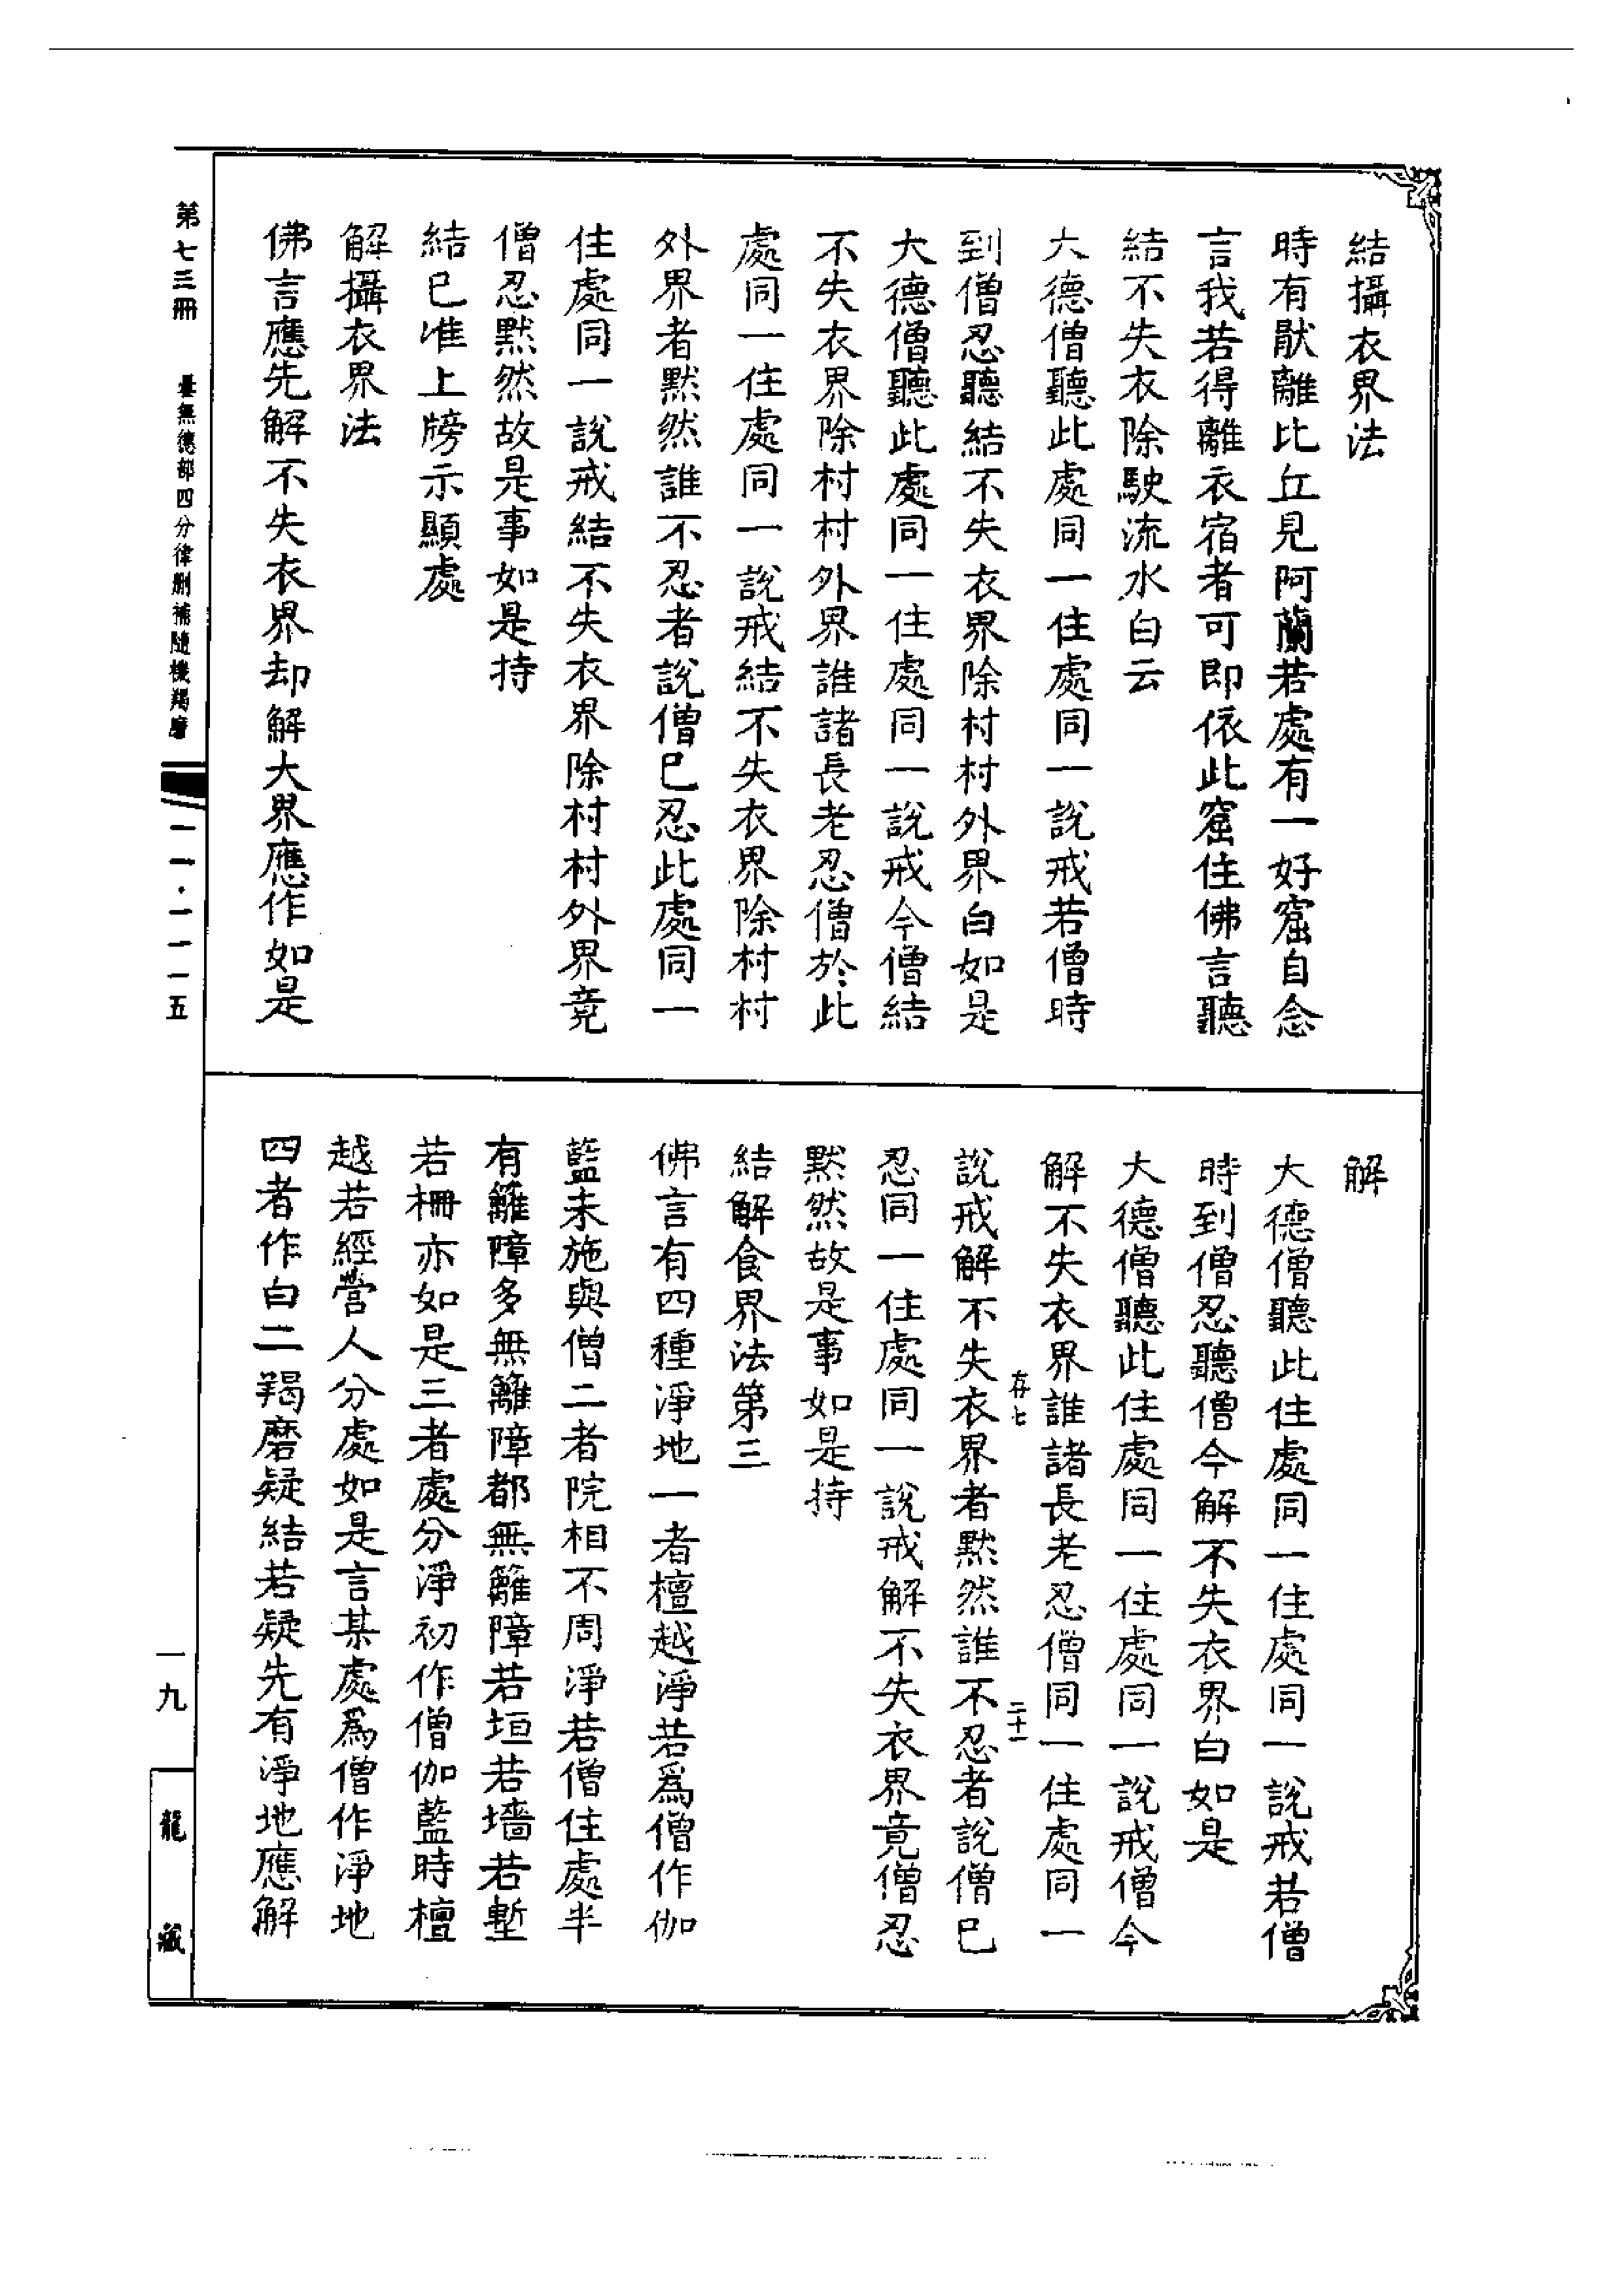 結攝衣界法
時有猒離比丘見阿蘭若處有一好窟自念
言我若得離衣宿者可即依此窟住佛言聽
結不失衣除駛流水白云
大德僧聽此處同一住處同一說戒若僧時
到僧忍聽結不失衣界除村村外界白如是
大德僧聽此處同一住處同一說戒今僧結
不失衣界除村村外界誰諸長老忍僧於此
處同一住處同一說戒結不失衣界除村村
外界者默然誰不忍者說僧已忍此處同一
住處同一說戒結不失衣界除村村外界竟
僧忍默然故是事如是持
結已准上牓示顯處
解攝衣界法
佛言應先解不失衣界却解大界應作如是
解
大德僧聽此住處同一住處同一說戒若僧
時到僧忍聽僧今解不失衣界白如是
大德僧聽此住處同一住處同一說戒僧今
解不失衣界誰諸長老忍僧同一住處同一
存七 二十一
說戒解不失衣界者默然誰不忍者說僧已
忍同一住處同一說戒解不失衣界竟僧忍
默然故是事如是持
結解食界法第三
佛言有四種淨地一者檀越淨若爲僧作伽
藍未施與僧二者院相不周淨若僧住處半
有籬障多無籬障都無籬障若垣若墻若塹
若柵亦如是三者處分淨初作僧伽藍時檀
越若經營人分處如是言某處爲僧作淨地
四者作白二羯磨疑結若疑先有淨地應解
第七三冊 曇無德部四分律刪補隨機羯磨 一一·一一一五
一九 龍藏